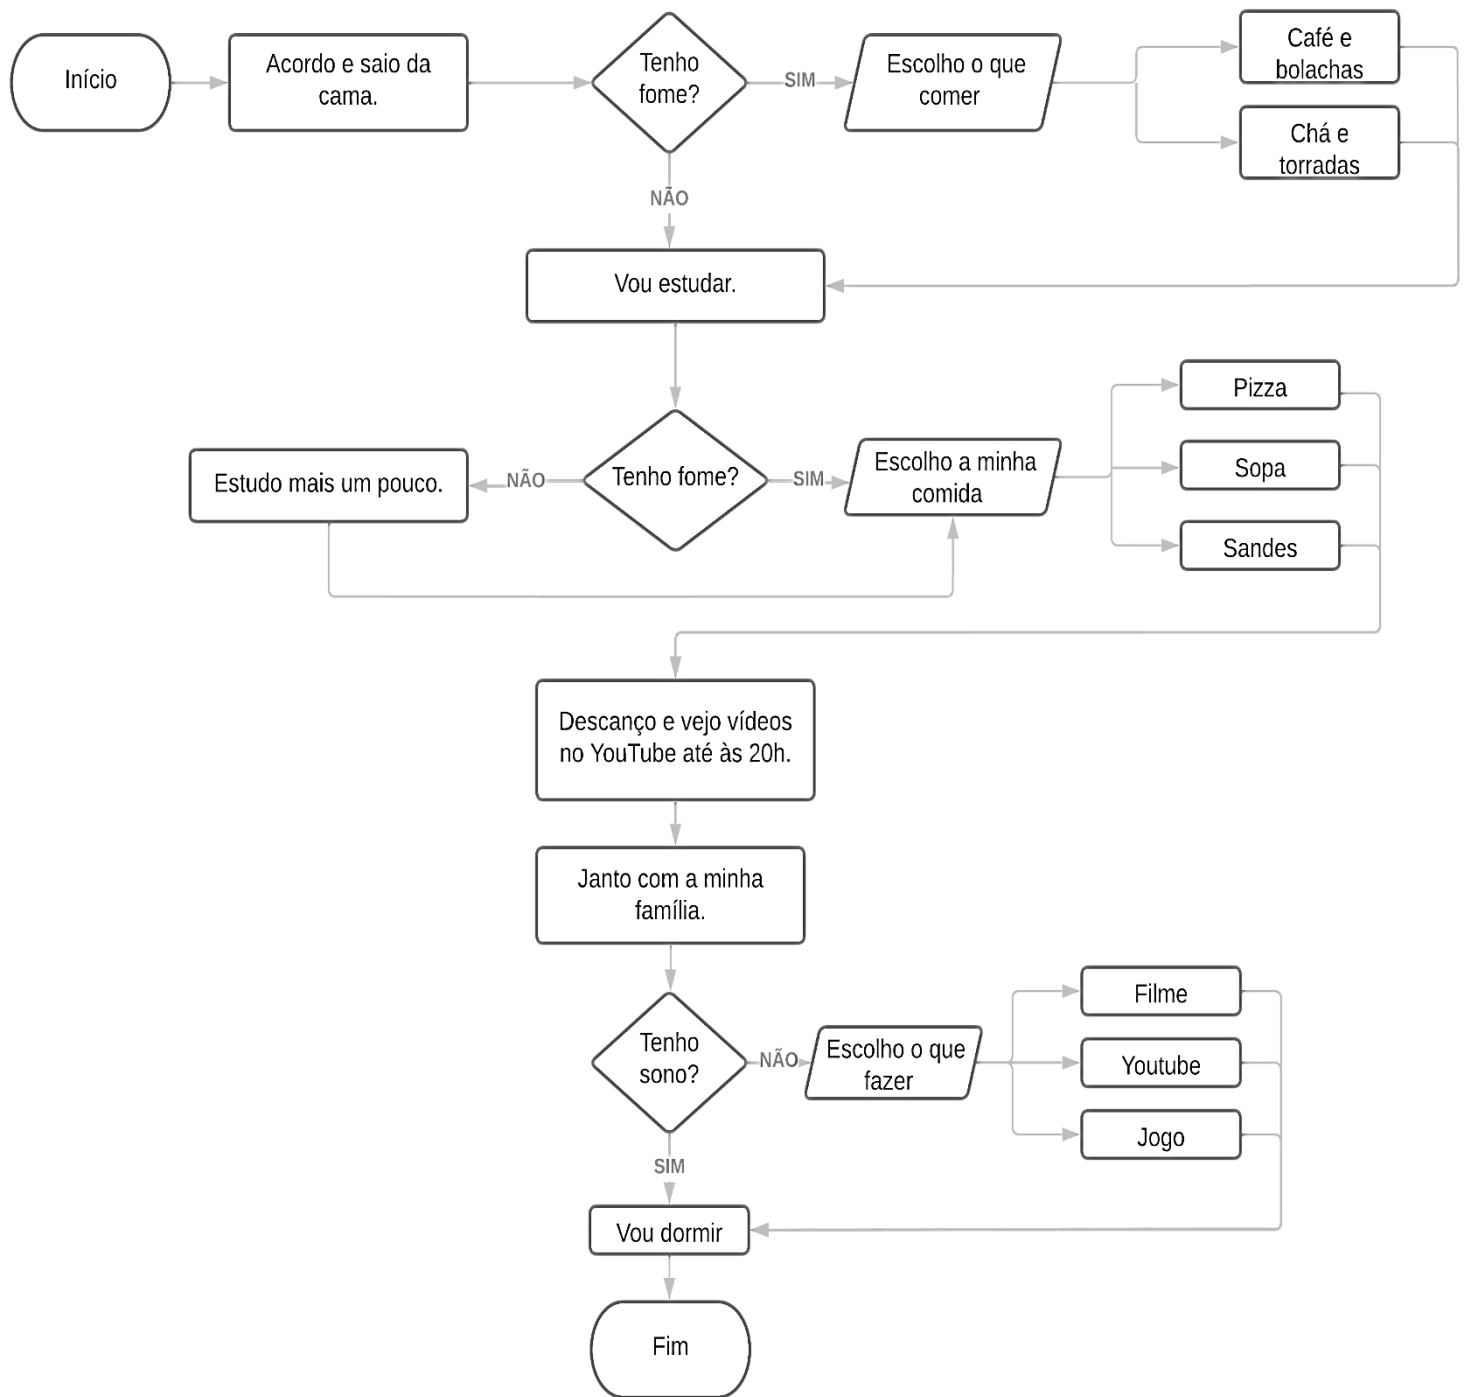 Início
Acordo e saio da
cama.
Tenho
fome?
SIM
Escolho o que
comer
Café e
bolachas
Chá e
torradas
NÃO
Vou estudar.
Tenho fome?
NÃO
Estudo mais um pouco.
SIM
Escolho a minha
comida
Pizza
Sopa
Sandes
Descanço e vejo vídeos
no YouTube até às 20h.
Janto com a minha
família.
Tenho
sono?
NÃO
Escolho o que
fazer
Filme
Youtube
Jogo
SIM
Vou dormir
Fim